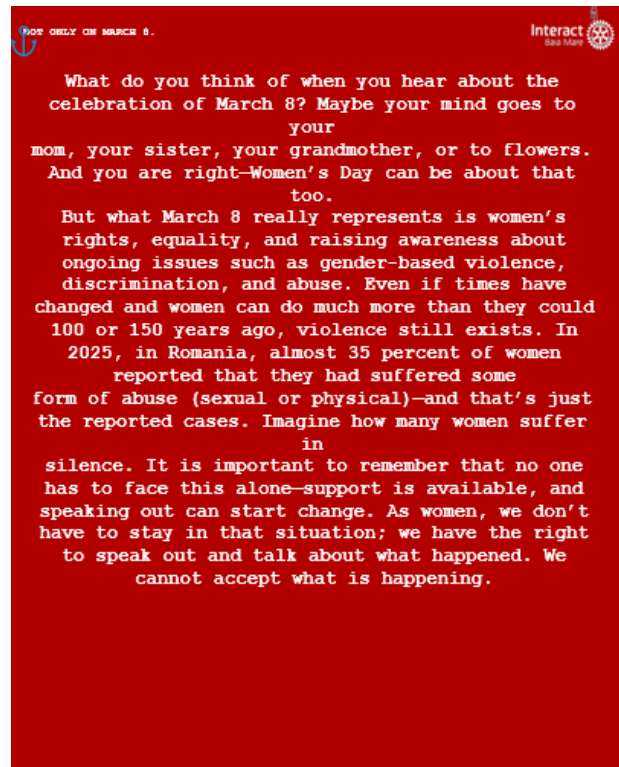 NOT ONLY ON MARCH 8.
Interact
Baia Mare
What do you think of when you hear about the
celebration of March 8? Maybe your mind goes to
your
mom, your sister, your grandmother, or to flowers.
And you are right—Women's Day can be about that
too.
But what March 8 really represents is women's
rights, equality, and raising awareness about
ongoing issues such as gender-based violence,
discrimination, and abuse. Even if times have
changed and women can do much more than they could
100 or 150 years ago, violence still exists. In
2025, in Romania, almost 35 percent of women
reported that they had suffered some
form of abuse (sexual or physical)—and that's just
the reported cases. Imagine how many women suffer
in
silence. It is important to remember that no one
has to face this alone—support is available, and
speaking out can start change. As women, we don't
have to stay in that situation; we have the right
to speak out and talk about what happened. We
cannot accept what is happening.